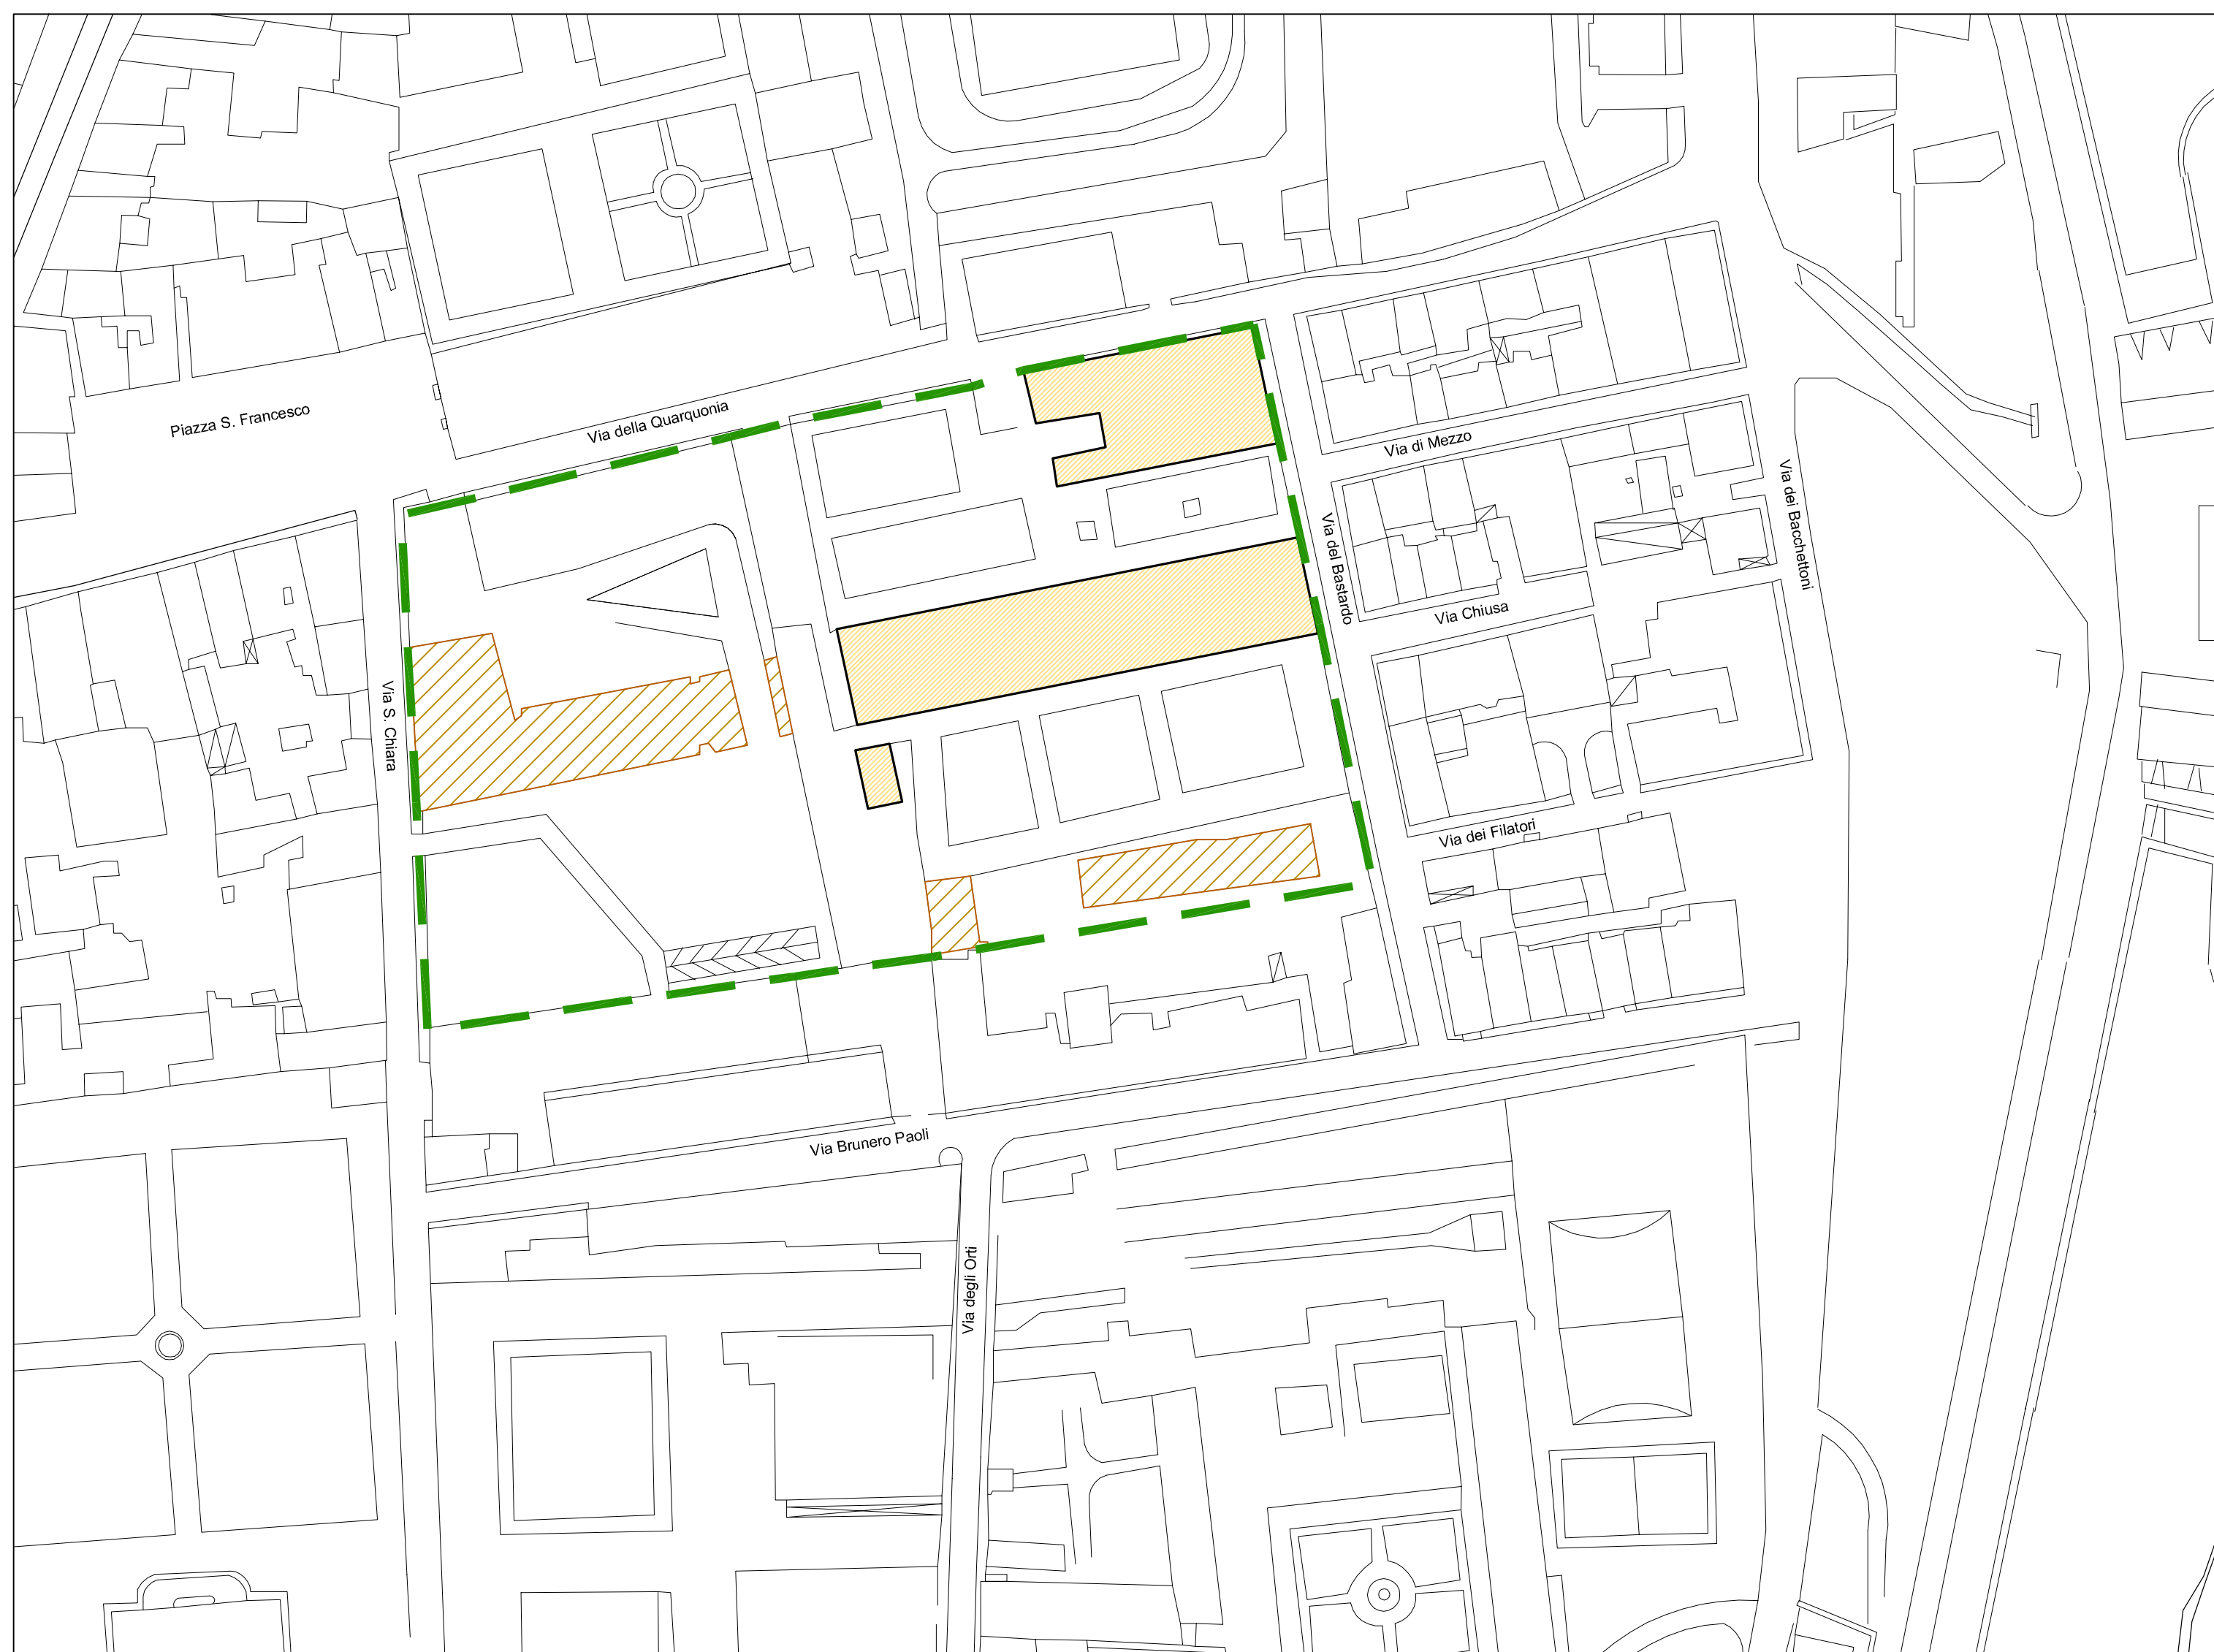 Piazza S. Francesco
Via della Quarquonia
Via di Mezzo
Via dei Bacchettoni
Via del Bastardo
Via Chiusa
Via S. Chiara
Via dei Filatori
Via Brunero Paoli
Via degli Orti